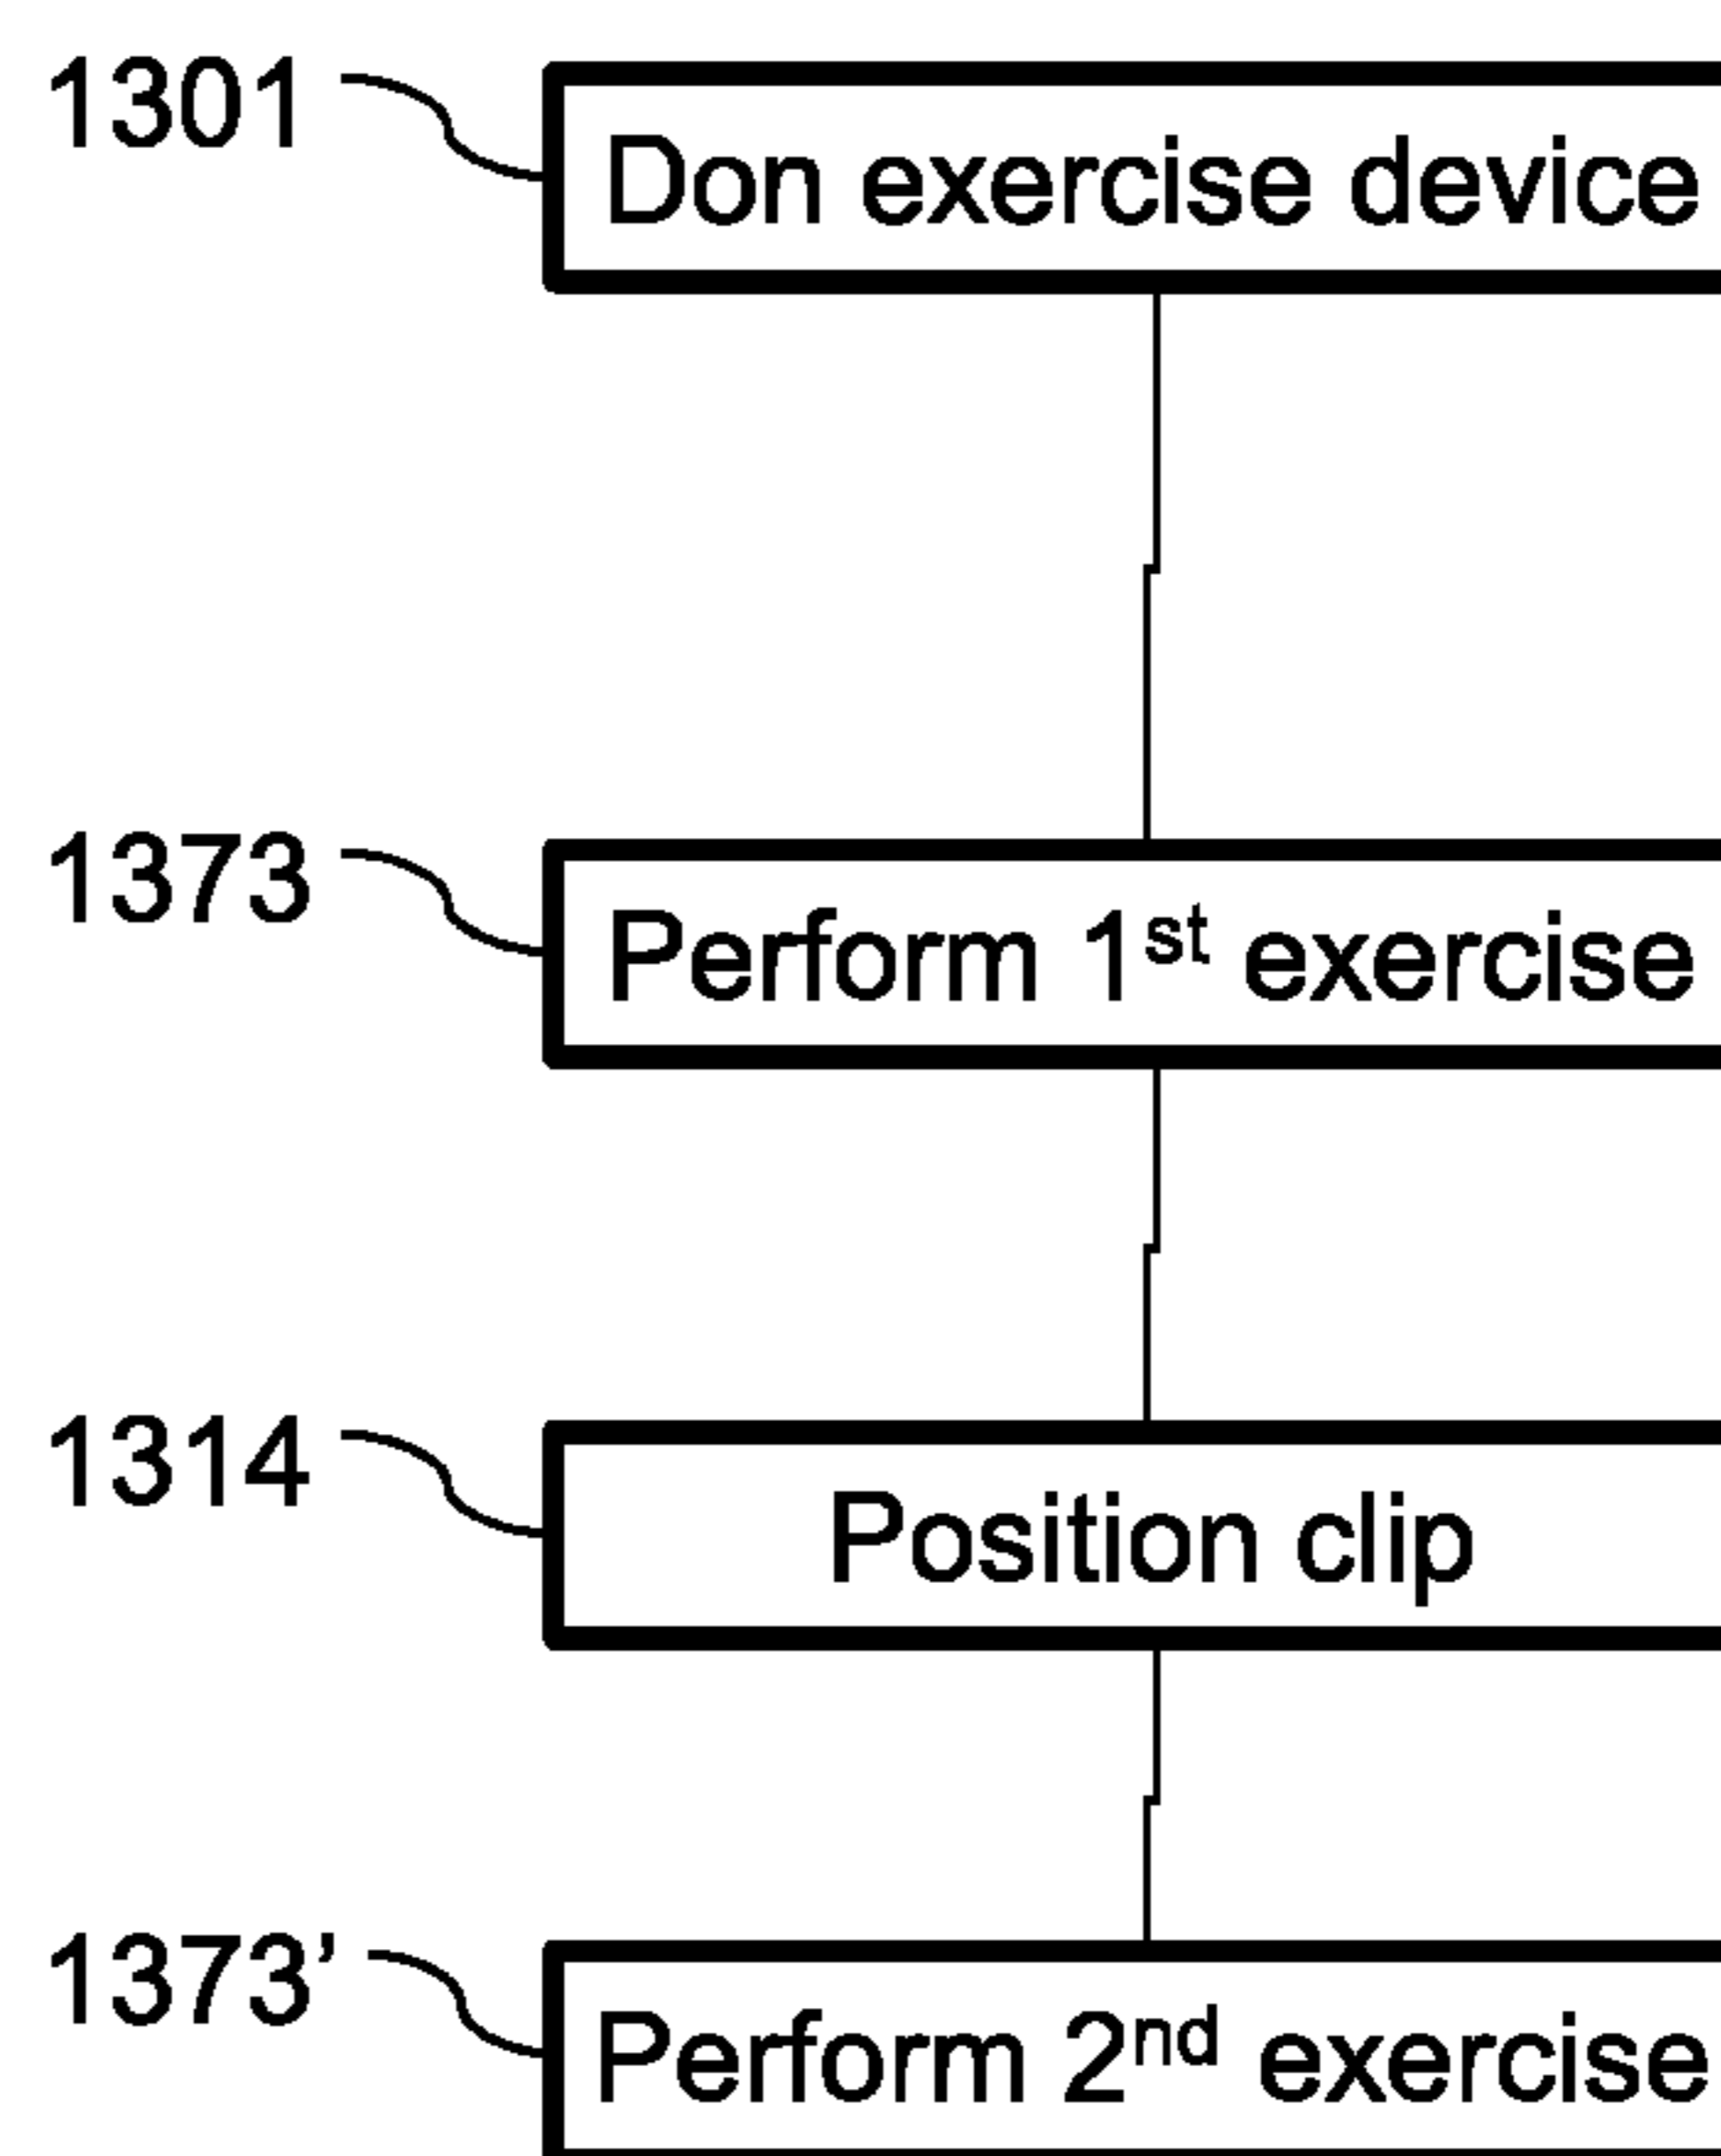 1301
Don exercise device
1373
Perform 1st exercise
1314
Position clip
1373’
Perform 2nd exercise